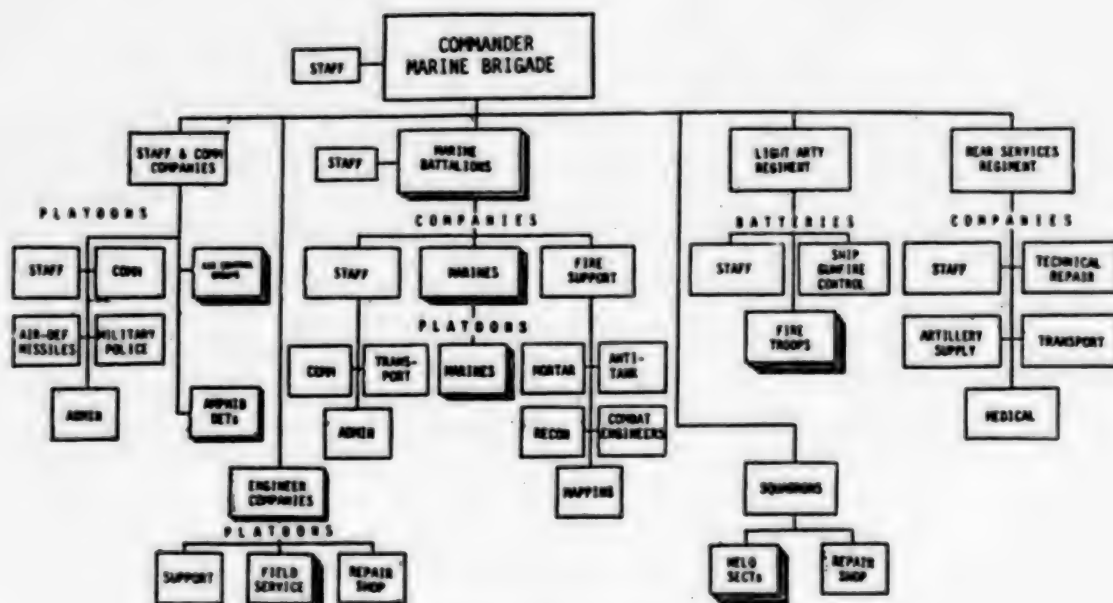 COMMANDER
MARINE BRIGADE
STAFF
STAFF & COMM
COMPANIES
STAFF
MARINE
BATTALIONS
LIGHT ARTY
REGIMENT
REAR SERVICES
REGIMENT
PLATOONS
COMPANIES
BATTERIES
COMPANIES
STAFF
COMM
AIR CONTROL
STAFF
MARINES
FIRE
SUPPORT
STAFF
SHIP
GUNFIRE
CONTROL
STAFF
TECHNICAL
REPAIR
AIR-DEF
MISSILES
MILITARY
POLICE
PLATOONS
FIRE
TROOPS
ARTILLERY
SUPPLY
TRANSPORT
COMM
TRANS-
PORT
MARINES
MORTAR
ANTI-
TANK
ADMIN
AMPHIB
DETs
ADMIN
RECON
COMBAT
ENGINEERS
MEDICAL
ENGINEER
COMPANIES
MAPPING
SQUADRONS
PLATOONS
SUPPORT
FIELD
SERVICE
REPAIR
SHOP
HELO
SECTs
REPAIR
SHOP